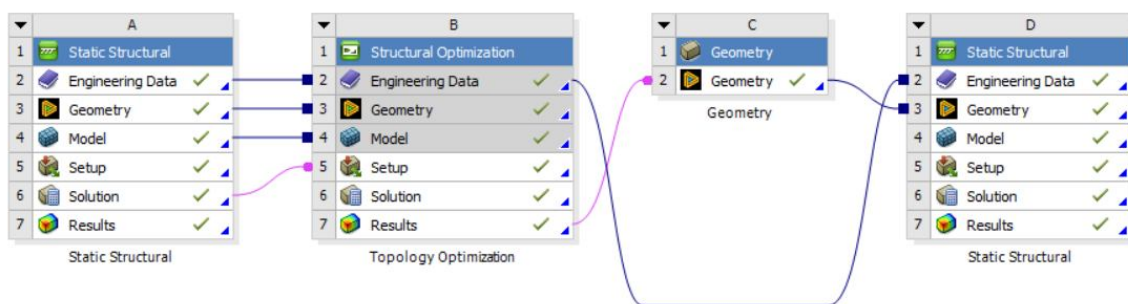 A
1 Static Structural
2 Engineering Data
3 Geometry
4 Model
5 Setup
6 Solution
7 Results
Static Structural
B
1 Structural Optimization
2 Engineering Data
3 Geometry
4 Model
5 Setup
6 Solution
7 Results
Topology Optimization
C
1 Geometry
2 Geometry
Geometry
D
1 Static Structural
2 Engineering Data
3 Geometry
4 Model
5 Setup
6 Solution
7 Results
Static Structural